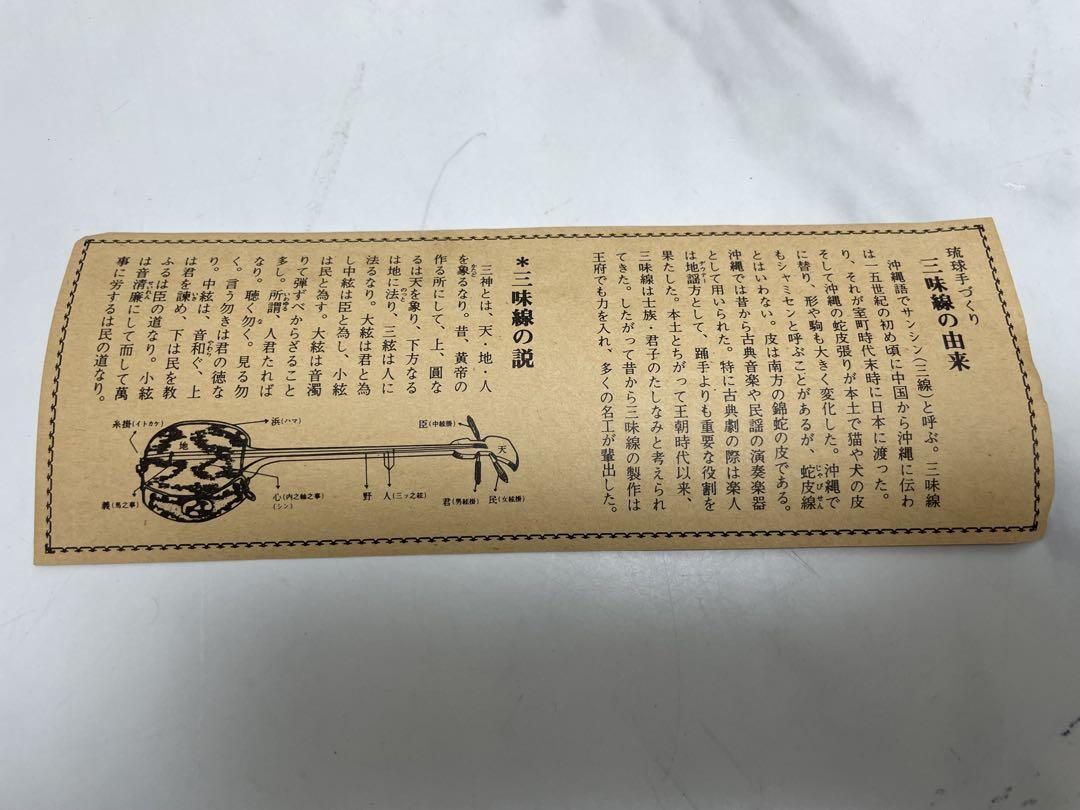 琉球手づくり
三味線の由来
沖縄語でサンシン(三線)と呼ぶ。三味線
は一五世紀の初め頃に中国から沖縄に伝わ
り、それが室町時代末時に日本に渡った。
そして沖縄の蛇皮張りが本土で猫や犬の皮
に替り、形や駒も大きく変化した。沖縄で
もシャミセンと呼ぶことがあるが、蛇皮線
とはいわない。皮は南方の錦蛇の皮である。
沖縄では昔から古典音楽や民謡の演奏楽器
として用いられた。特に古典劇の際は楽人
は地謡方として、踊手よりも重要な役割を
果たした。本土とちがって王朝時代以来、
三味線は士族・君子のたしなみと考えられ
てきた。したがって昔から三味線の製作は
王府でも力を入れ、多くの名工が輩出した。
*三味線の説
三神とは、天・地・人
を象るなり。昔、黄帝の
作る所にして、上、圓な
るは天を象り、下方なる
は地に法り、三絃は人に
法るなり。大絃は君と為
し中絃は臣と為し、小絃
は民と為す。大絃は音濁
りて弾ずべからざること
多し。所謂、人君たれば
なり。聴く勿く。見る勿
く。言う勿きは君の徳な
り。中絃は、音和ぐ、上
は君を諫め、下は民を教
ふるは臣の道なり。小絃
は音清廉にして而して萬
事に労するは民の道なり。
天
臣(中絃掛)
君(男絃掛)
民(女絃掛)
人(三ッ之絃)
野
浜(ハマ)
心(内之軸之事)
(シン)
地
糸掛(イトカケ)
義(馬之事)